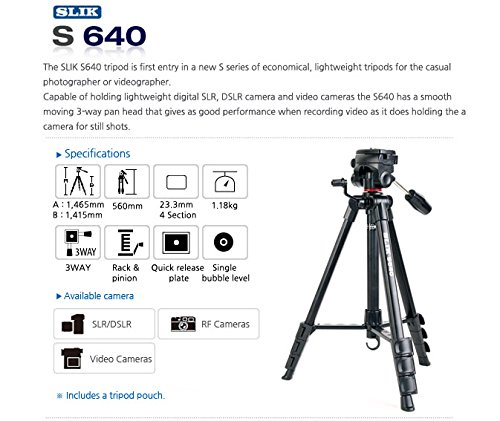 SLIK
S 640
The SLIK S640 tripod is first entry in a new S series of economical, lightweight tripods for the casual
photographer or videographer.
Capable of holding lightweight digital SLR, DSLR camera and video cameras the S640 has a smooth
moving 3-way pan head that gives as good performance when recording video as it does holding the a
camera for still shots.
▶ Specifications
A : 1,465mm
B : 1,415mm
560mm
23.3mm
4 Section
1.18kg
3WAY
3WAY
Rack &
pinion
Quick release
plate
Single
bubble level
▶ Available camera
SLR/DSLR
RF Cameras
Video Cameras
※ Includes a tripod pouch.